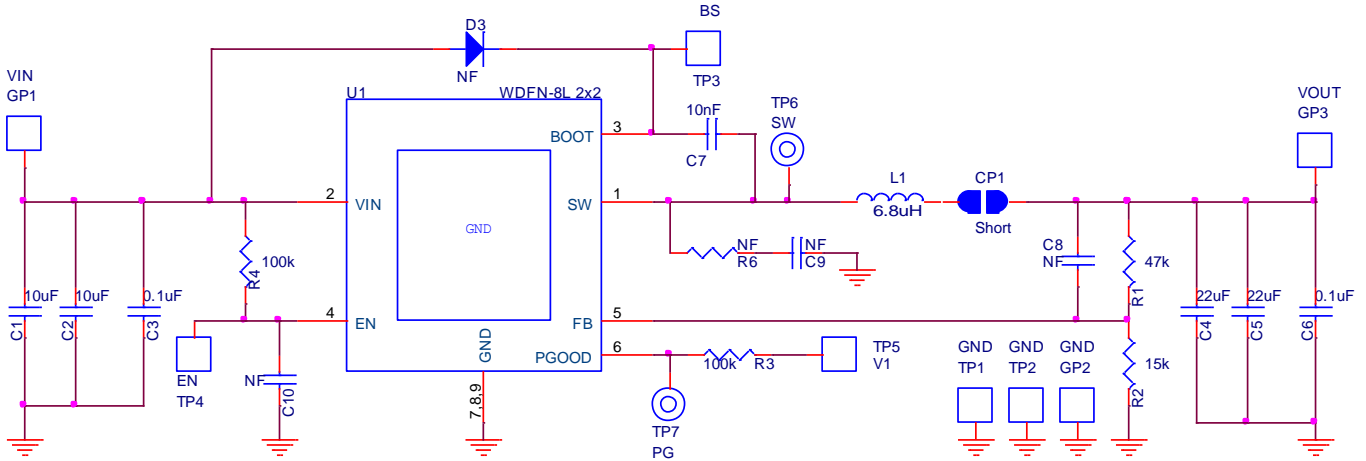 BS
D3
NF
TP3
VIN
GP1
U1
WDFN-8L 2x2
10nF
C7
TP6
SW
VOUT
GP3
BOOT
3
2
VIN
GND
SW
1
L1
6.8uH
CP1
Short
R4
100k
NF
R6
NF
C9
C8
NF
47k
R1
10uF
C1
10uF
C2
0.1uF
C3
4
EN
FB
5
22uF
C4
22uF
C5
0.1uF
C6
GND
7,8,9
PGOOD
6
100k
R3
TP5
V1
GND
TP1
GND
TP2
GND
GP2
15k
R2
EN
TP4
NF
C10
TP7
PG